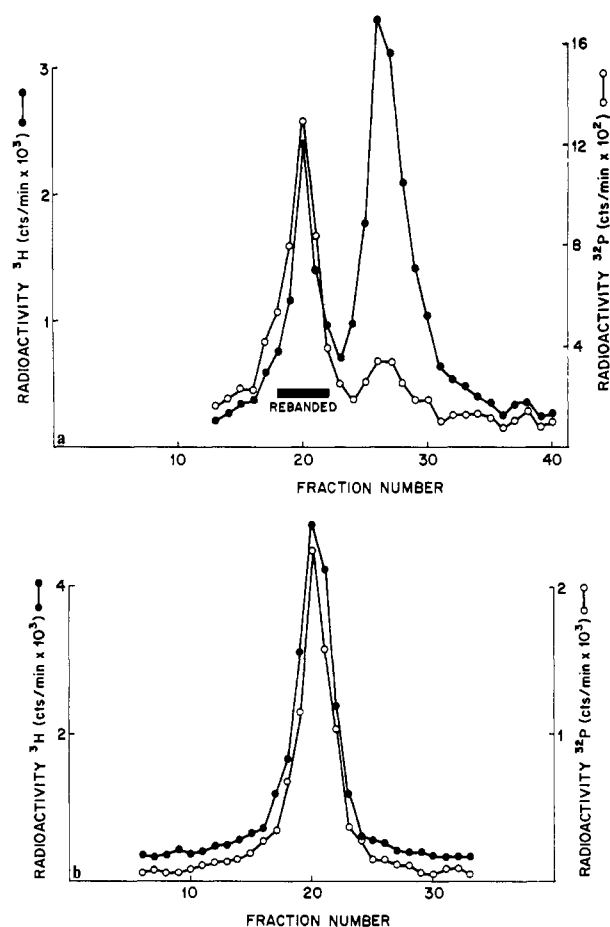 RADIOACTIVITY ³H (cts/min x 10³)
3
2
1
16
12
8
4
RADIOACTIVITY ³²P (cts/min x 10²)
REBANDED
a
10
20
30
40
FRACTION NUMBER
RADIOACTIVITY ³H (cts/min x 10³)
4
2
2
1
RADIOACTIVITY ³²P (cts/min x 10³)
b
10
20
30
FRACTION NUMBER